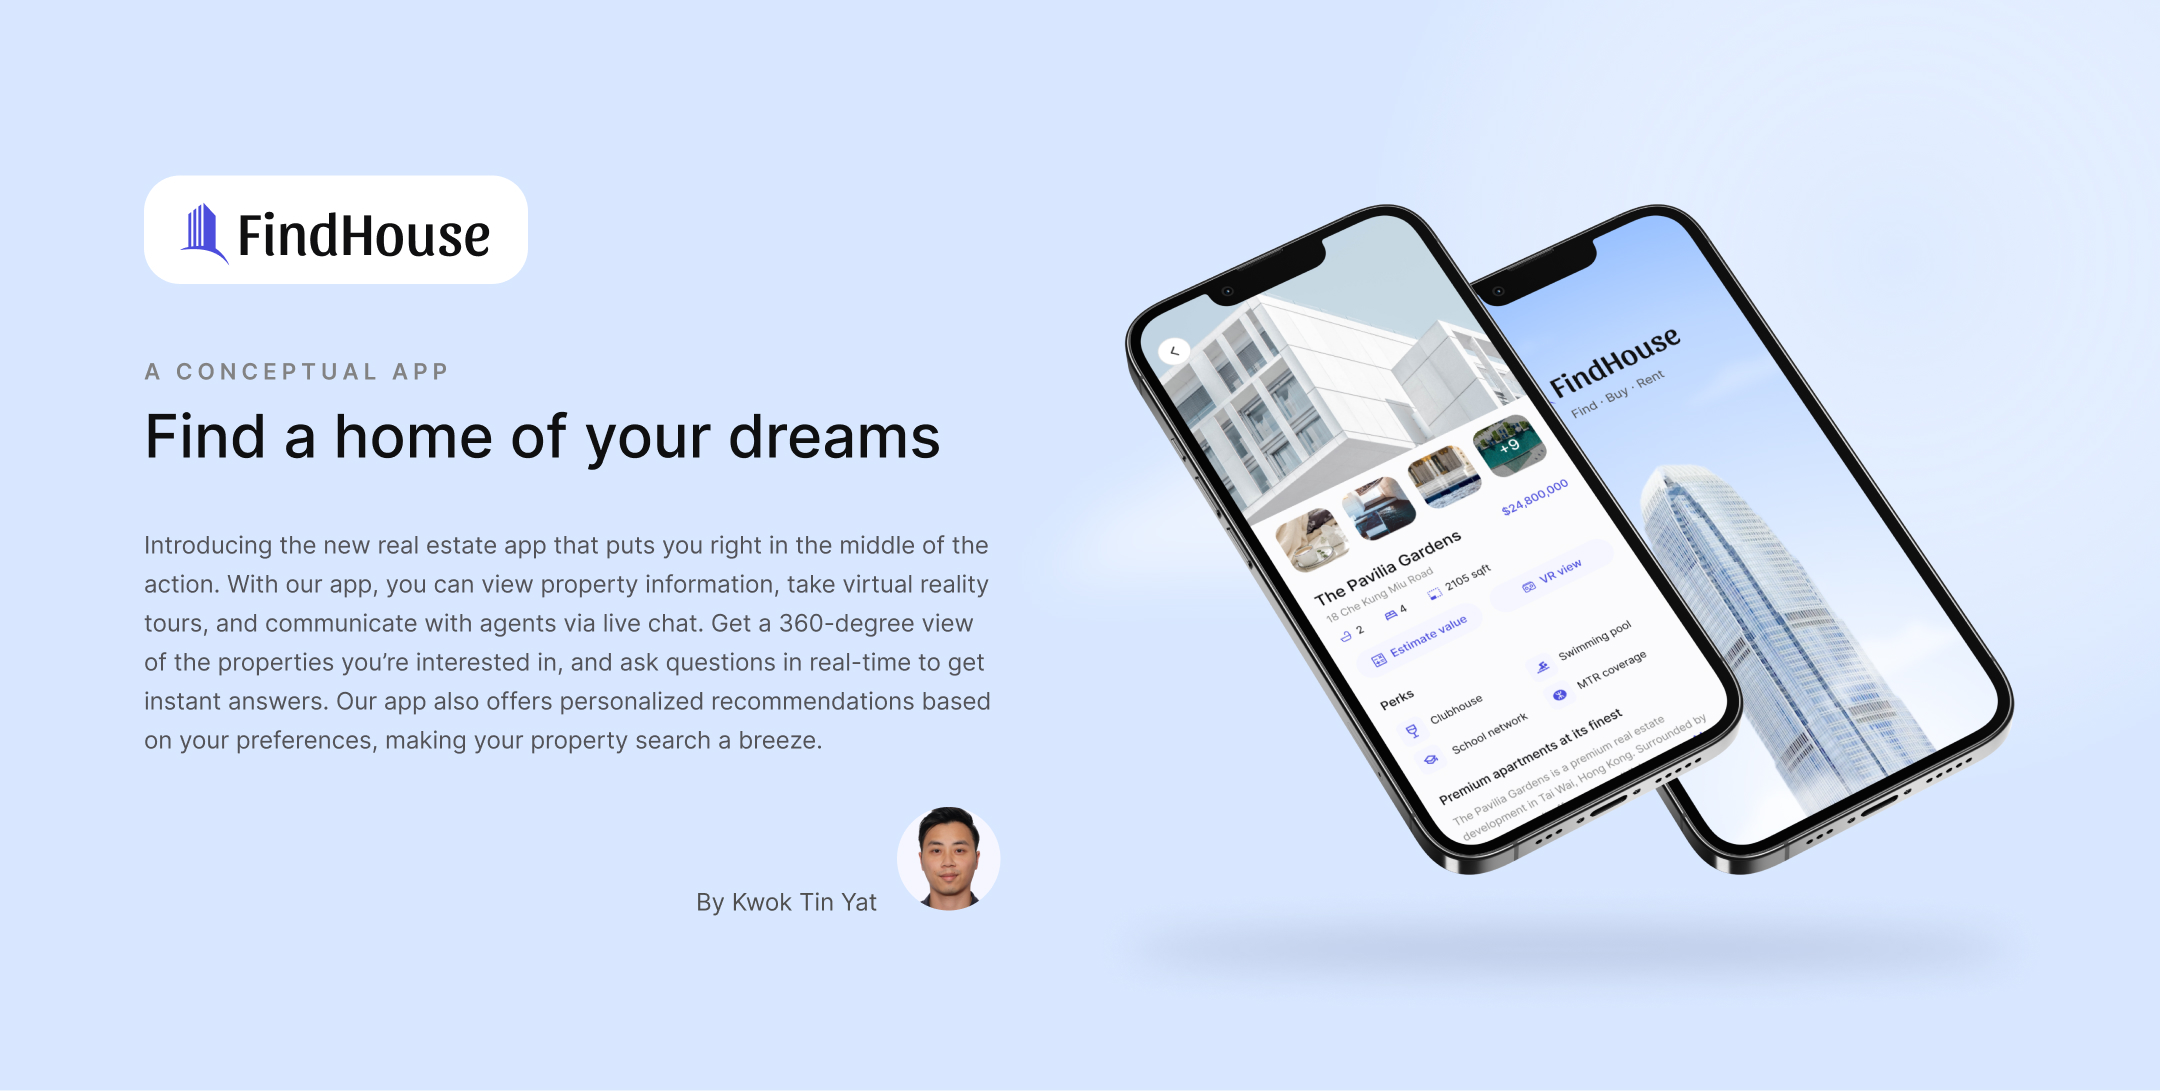 FindHouse
A CONCEPTUAL APP
Find a home of your dreams
Introducing the new real estate app that puts you right in the middle of the
action. With our app, you can view property information, take virtual reality
tours, and communicate with agents via live chat. Get a 360-degree view
of the properties you’re interested in, and ask questions in real-time to get
instant answers. Our app also offers personalized recommendations based
on your preferences, making your property search a breeze.
By Kwok Tin Yat
+9
$24,800,000
The Pavilia Gardens
18 Che Kung Miu Road
2 4 2105 sqft
Estimate value
VR view
Perks
Clubhouse
Swimming pool
School network
MTR coverage
Premium apartments at its finest
The Pavilia Gardens is a premium real estate
development in Tai Wai, Hong Kong. Surrounded by
FindHouse
Find · Buy · Rent